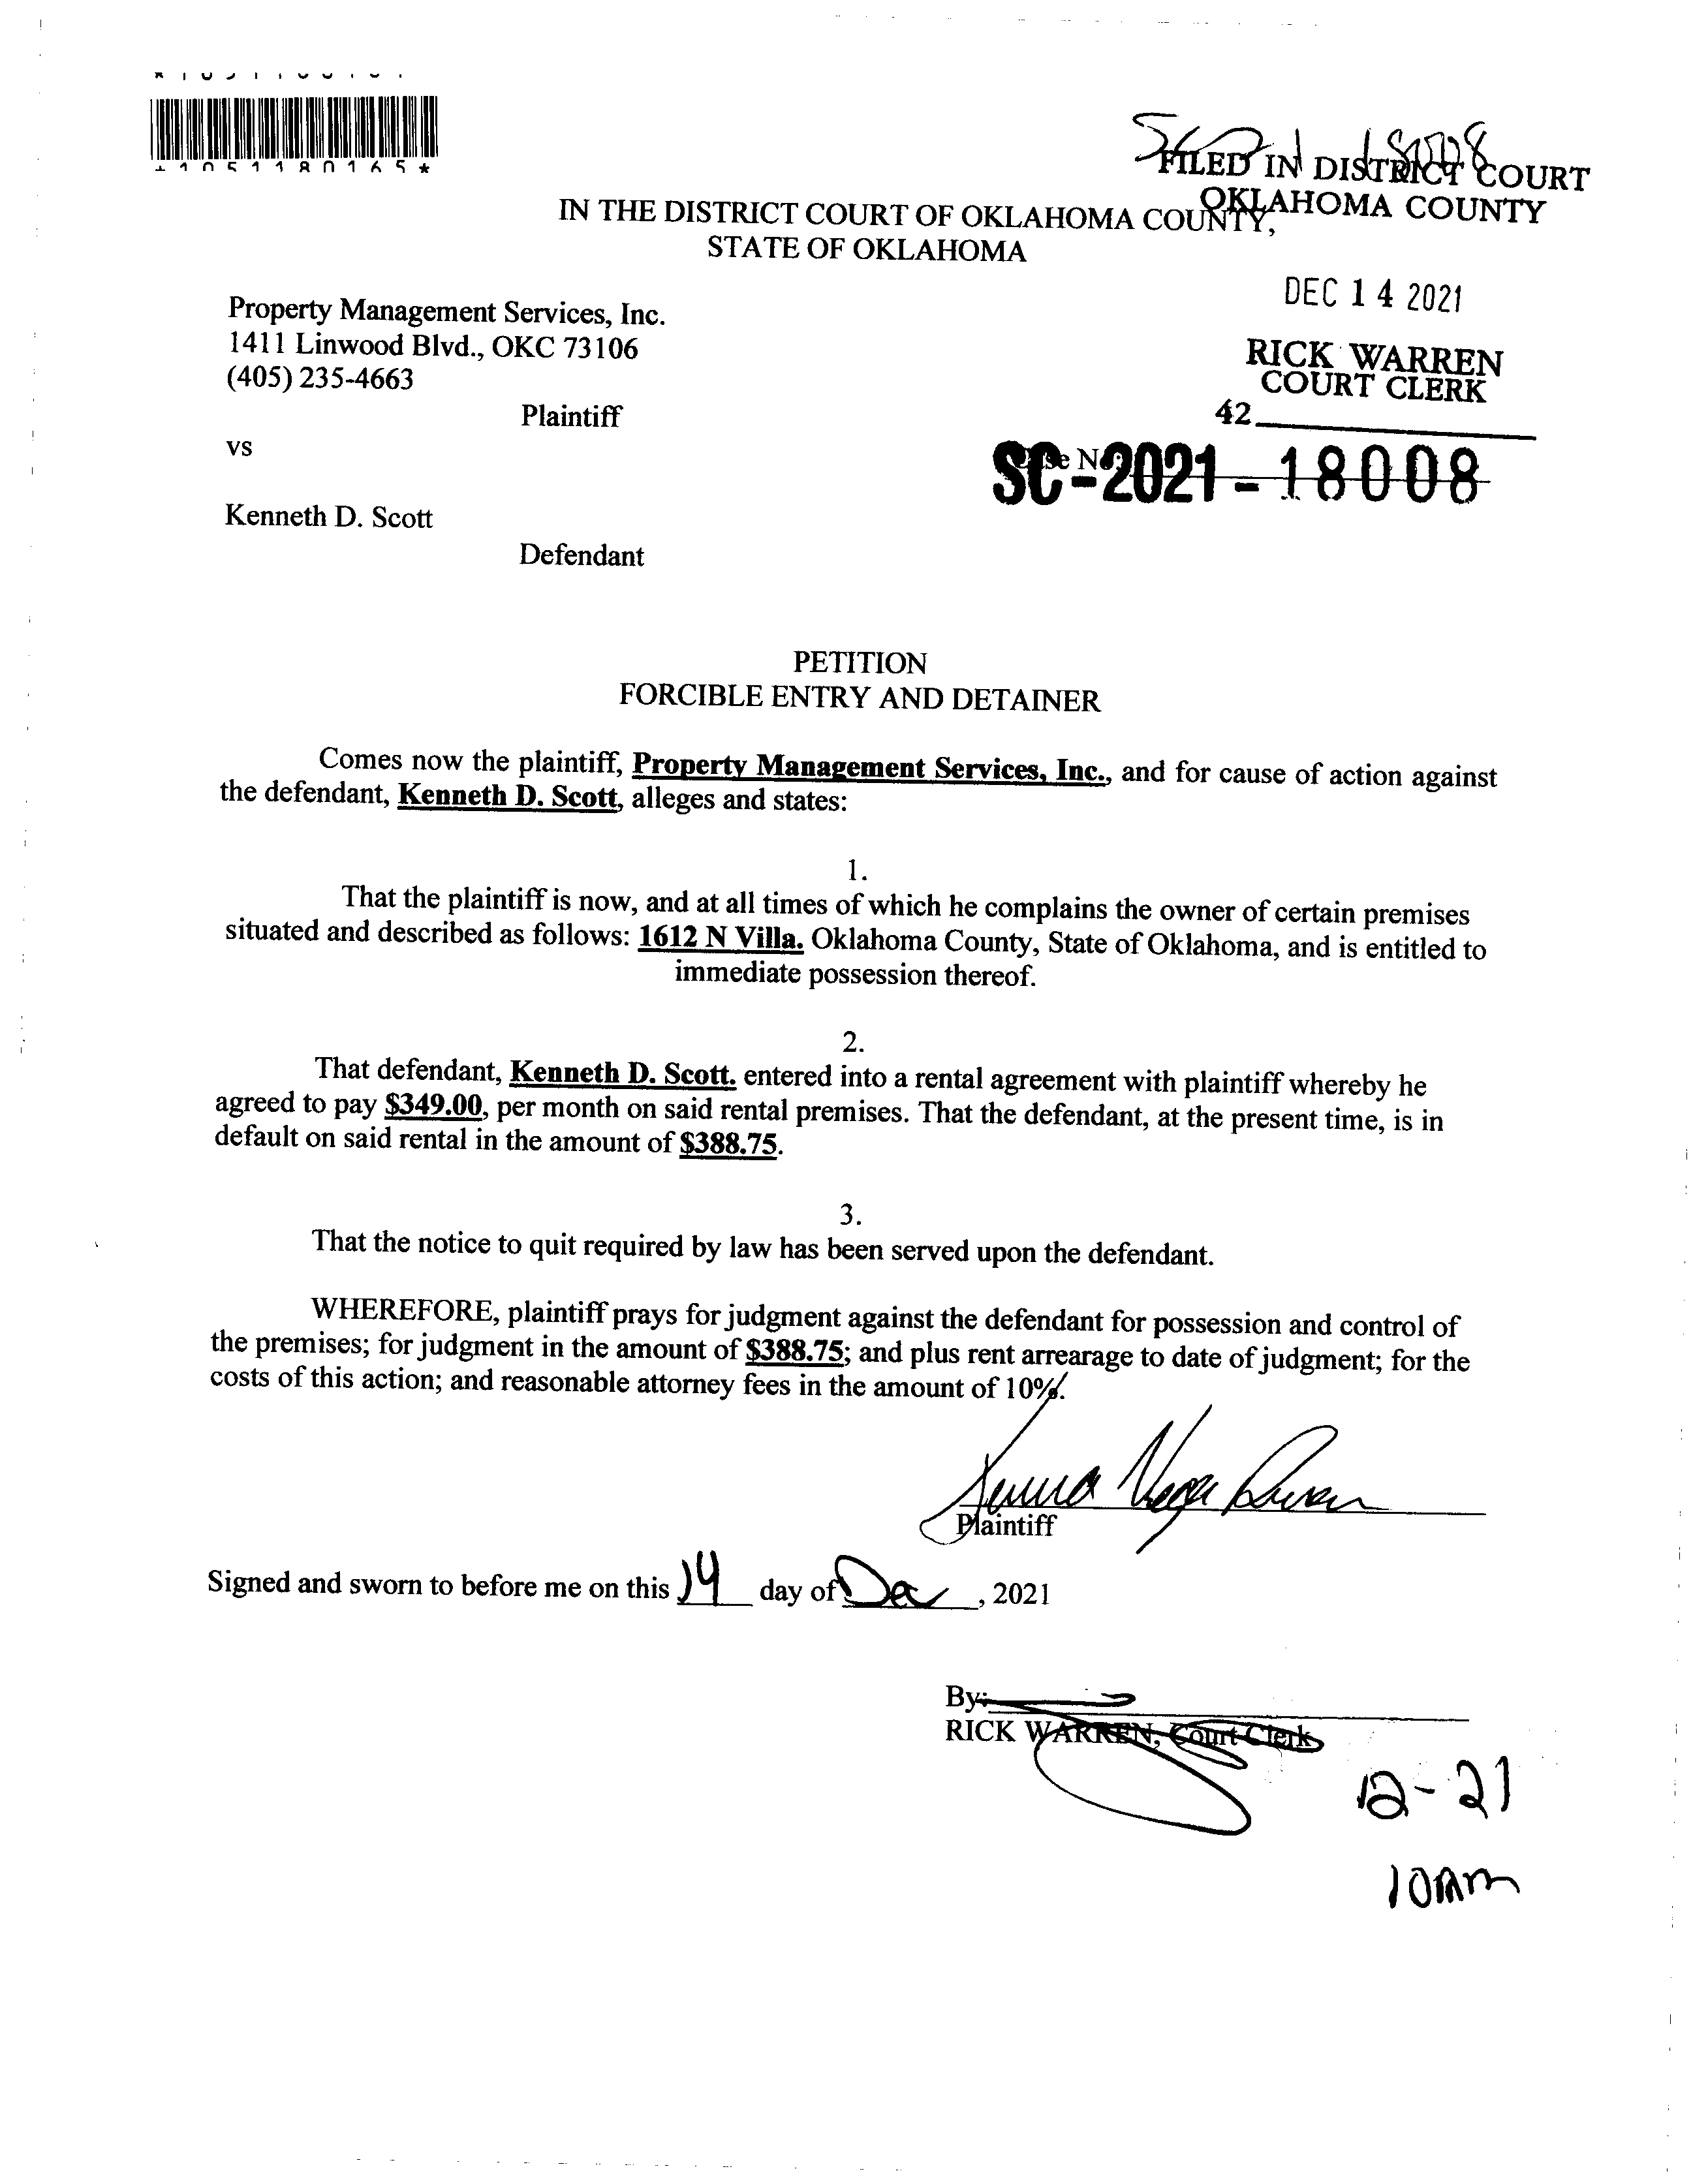 *1051180165*
SC21 18008
FILED IN DISTRICT COURT
OKLAHOMA COUNTY
IN THE DISTRICT COURT OF OKLAHOMA COUNTY,
STATE OF OKLAHOMA
DEC 14 2021
Property Management Services, Inc.
1411 Linwood Blvd., OKC 73106
(405) 235-4663
RICK WARREN
COURT CLERK
42
Plaintiff
vs
Case No.
SC-2021-18008
Kenneth D. Scott
Defendant
PETITION
FORCIBLE ENTRY AND DETAINER
Comes now the plaintiff, Property Management Services, Inc., and for cause of action against
the defendant, Kenneth D. Scott, alleges and states:
1.
That the plaintiff is now, and at all times of which he complains the owner of certain premises
situated and described as follows: 1612 N Villa. Oklahoma County, State of Oklahoma, and is entitled to
immediate possession thereof.
2.
That defendant, Kenneth D. Scott. entered into a rental agreement with plaintiff whereby he
agreed to pay $349.00, per month on said rental premises. That the defendant, at the present time, is in
default on said rental in the amount of $388.75.
3.
That the notice to quit required by law has been served upon the defendant.
WHEREFORE, plaintiff prays for judgment against the defendant for possession and control of
the premises; for judgment in the amount of $388.75; and plus rent arrearage to date of judgment; for the
costs of this action; and reasonable attorney fees in the amount of 10%.
Plaintiff
Signed and sworn to before me on this 14 day of Dec, 2021
By:
RICK WARREN, Court Clerk
12-21
10am